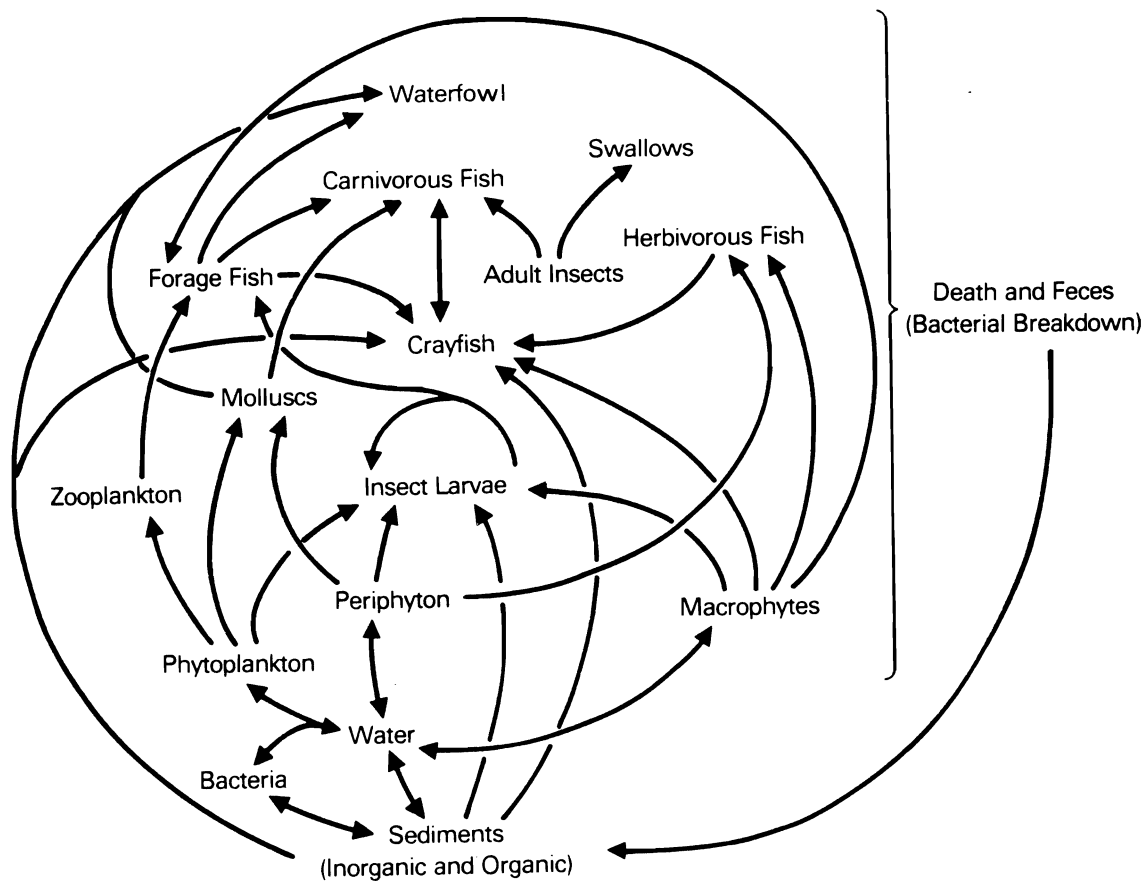 Waterfowl
Swallows
Carnivorous Fish
Herbivorous Fish
Forage Fish
Adult Insects
Death and Feces
(Bacterial Breakdown)
Crayfish
Molluscs
Zooplankton
Insect Larvae
Periphyton
Macrophytes
Phytoplankton
Water
Bacteria
Sediments
(Inorganic and Organic)